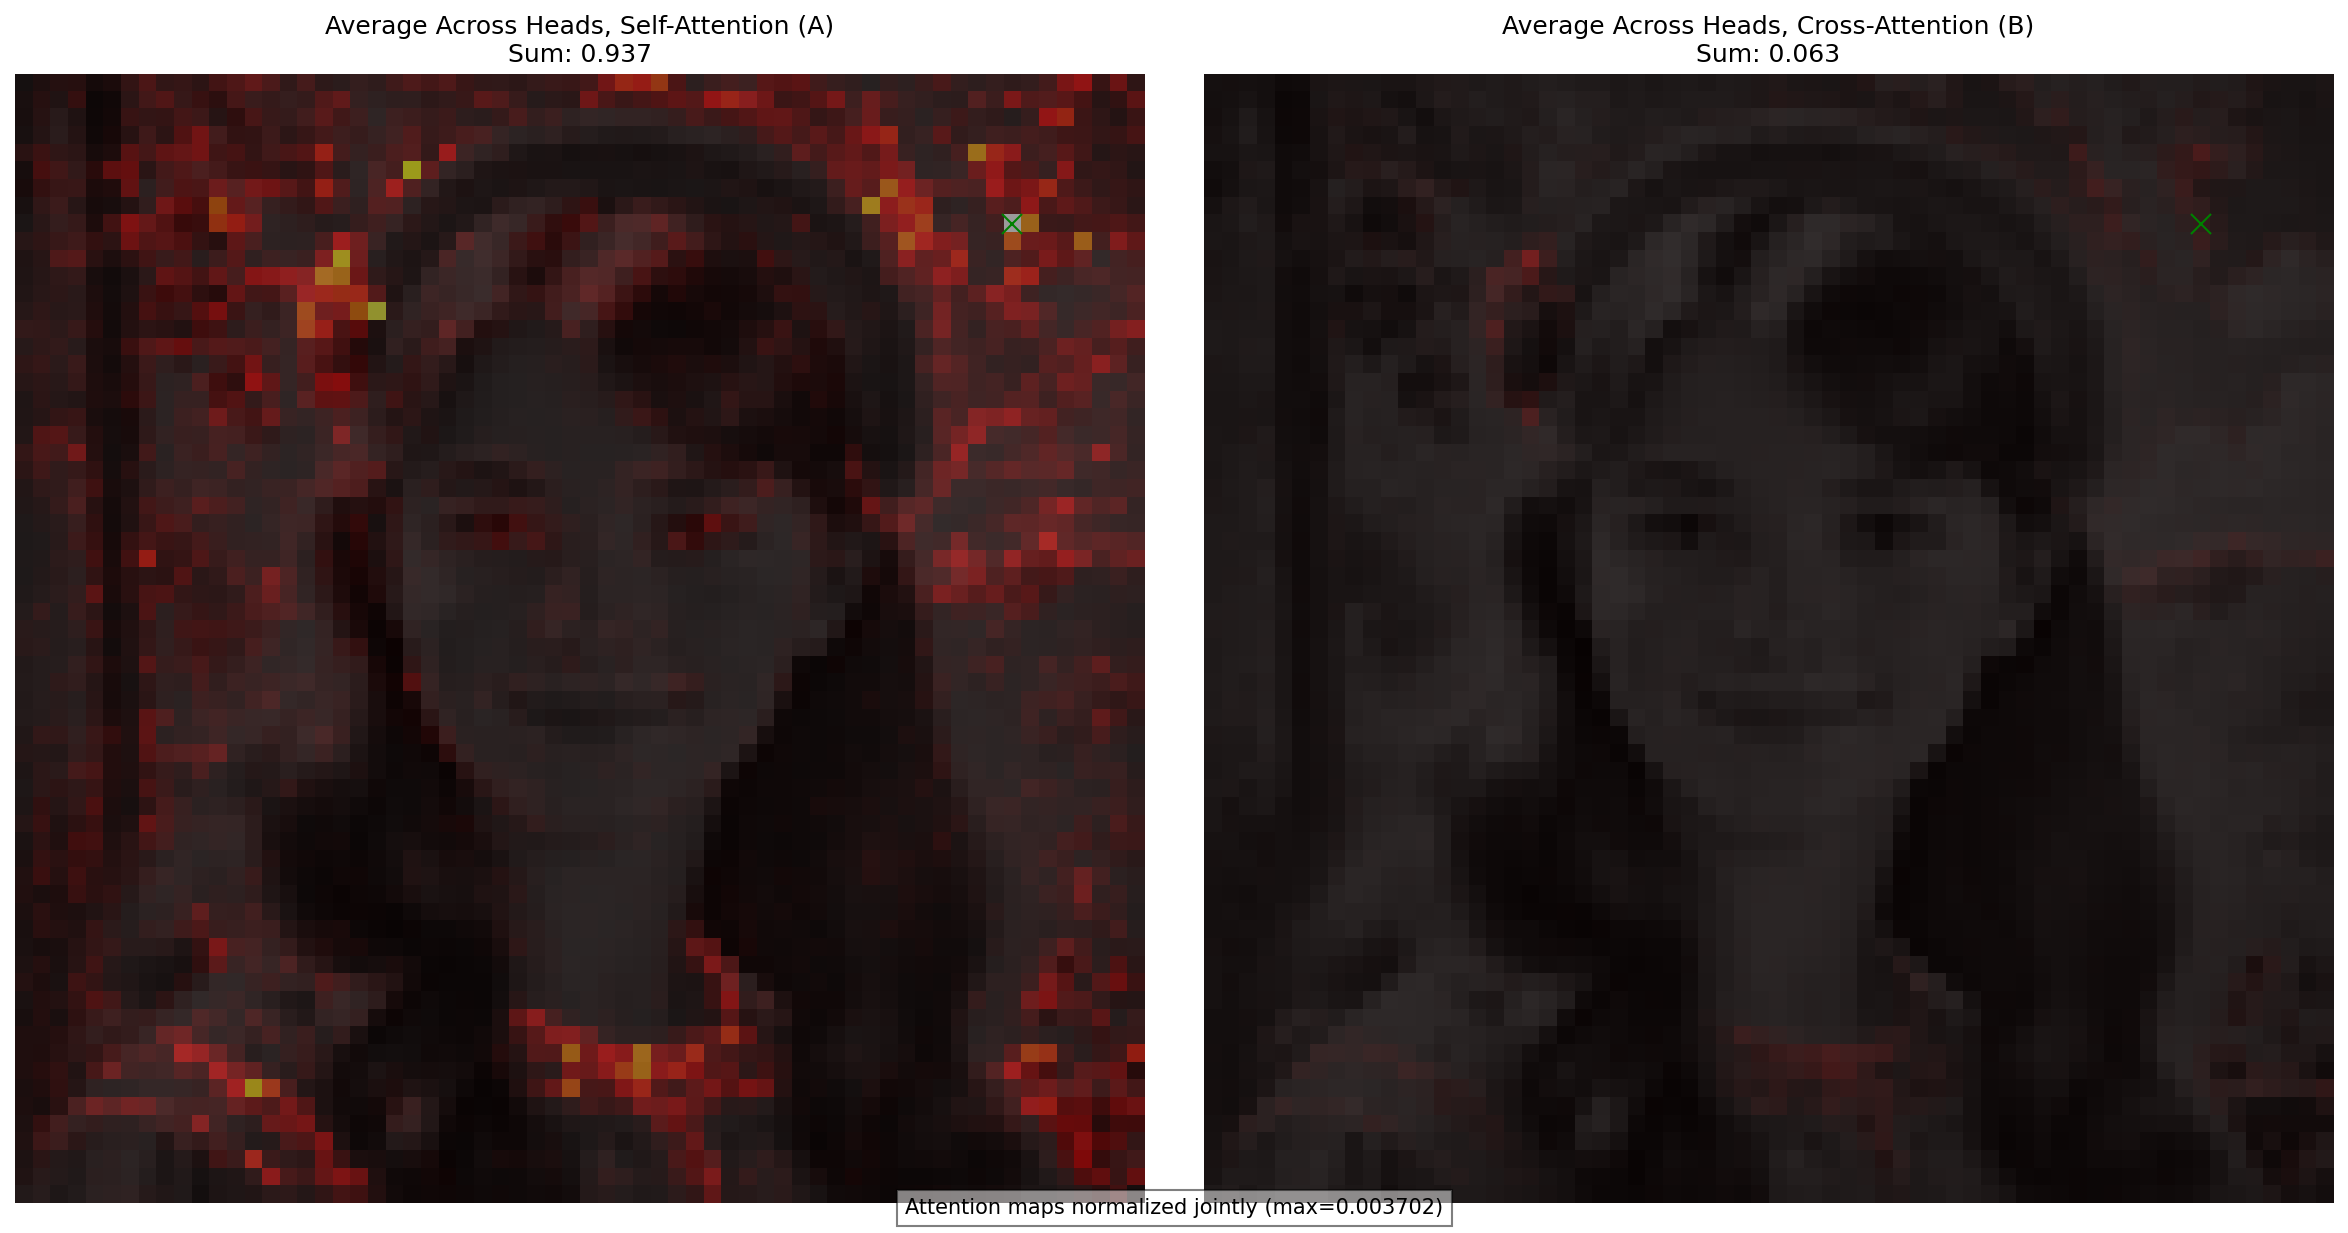 Average Across Heads, Self-Attention (A)
Sum: 0.937
Average Across Heads, Cross-Attention (B)
Sum: 0.063
Attention maps normalized jointly (max=0.003702)